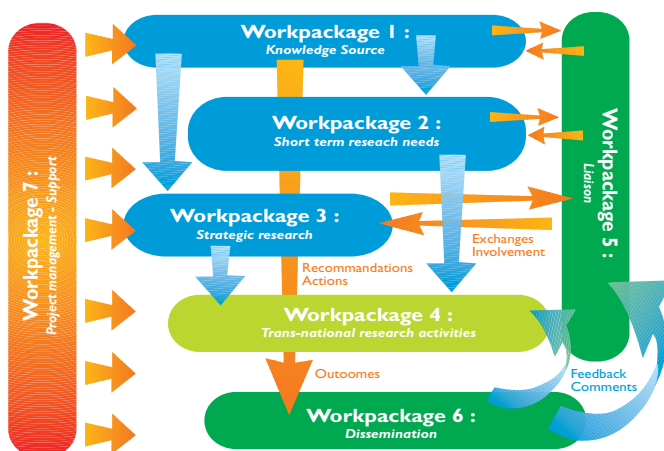 Workpackage 1 :
Knowledge Source
Workpackage 2 :
Short term reseach needs
Workpackage 3 :
Strategic research
Exchanges
Involvement
Recommandations
Actions
Workpackage 4 :
Trans-national research activities
Outoomes
Feedback
Comments
Workpackage 6 :
Dissemination
Workpackage 5 :
Liaison
Workpackage 7 :
Project management - Support